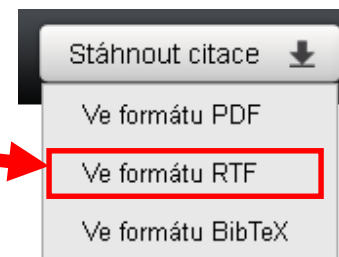 Stáhnout citace
Ve formátu PDF
Ve formátu RTF
Ve formátu BibTeX